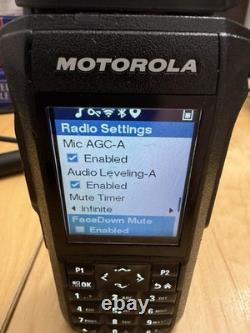 MOTOROLA
Radio Settings
Mic AGC-A
Enabled
Audio Leveling-A
Enabled
Mute Timer
Infinite
FaceDown Mute
Enabled
P1
P2
OK